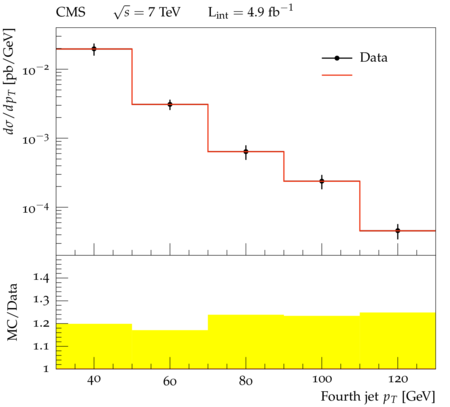 CMS √s = 7 TeV L_int = 4.9 fb⁻¹
dσ/dp_T [pb/GeV]
10⁻²
10⁻³
10⁻⁴
Data
MC/Data
1.4
1.3
1.2
1.1
1
40 60 80 100 120
Fourth jet p_T [GeV]